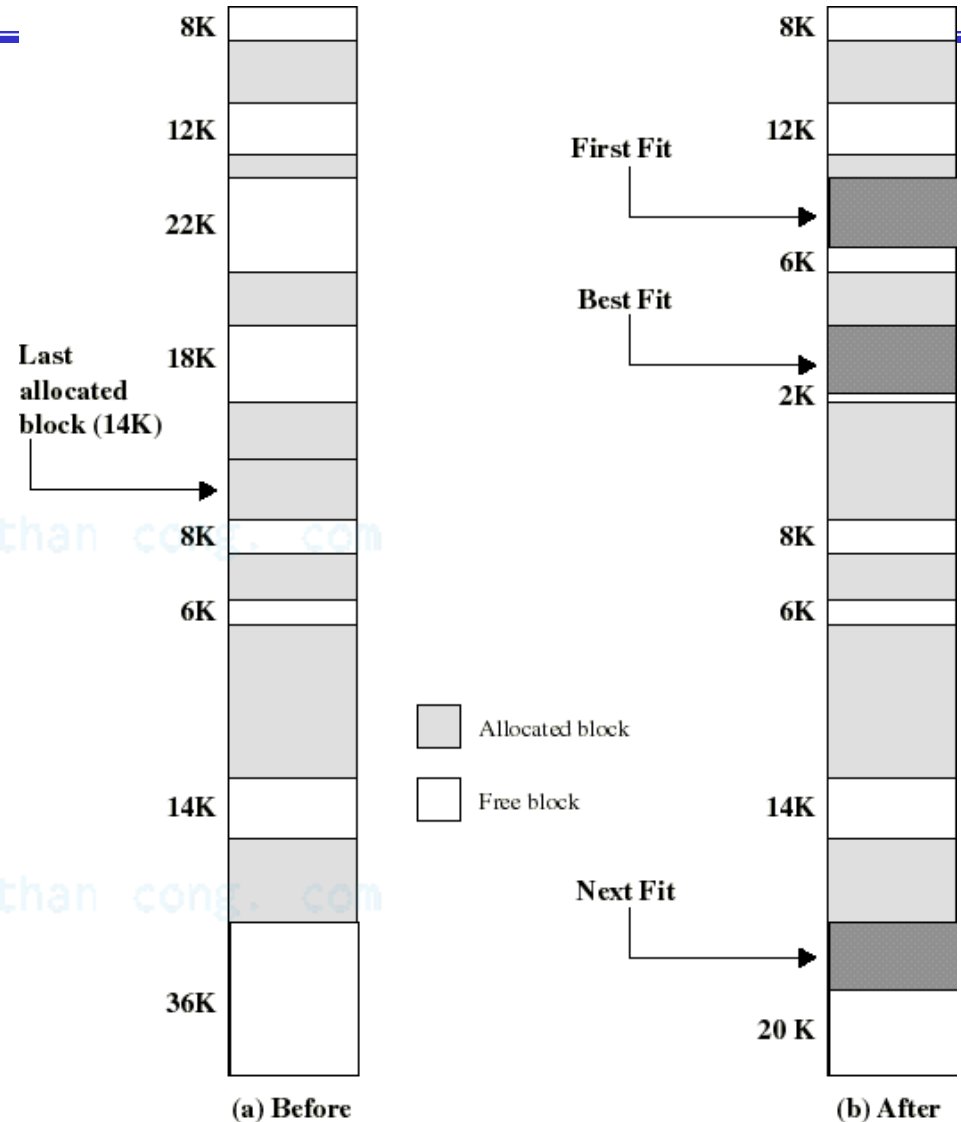 8K
12K
22K
18K
Last
allocated
block (14K)
8K
6K
14K
36K
(a) Before
Allocated block
Free block
8K
12K
First Fit
6K
Best Fit
2K
8K
6K
14K
Next Fit
20 K
(b) After
than cong. com
than cong. com